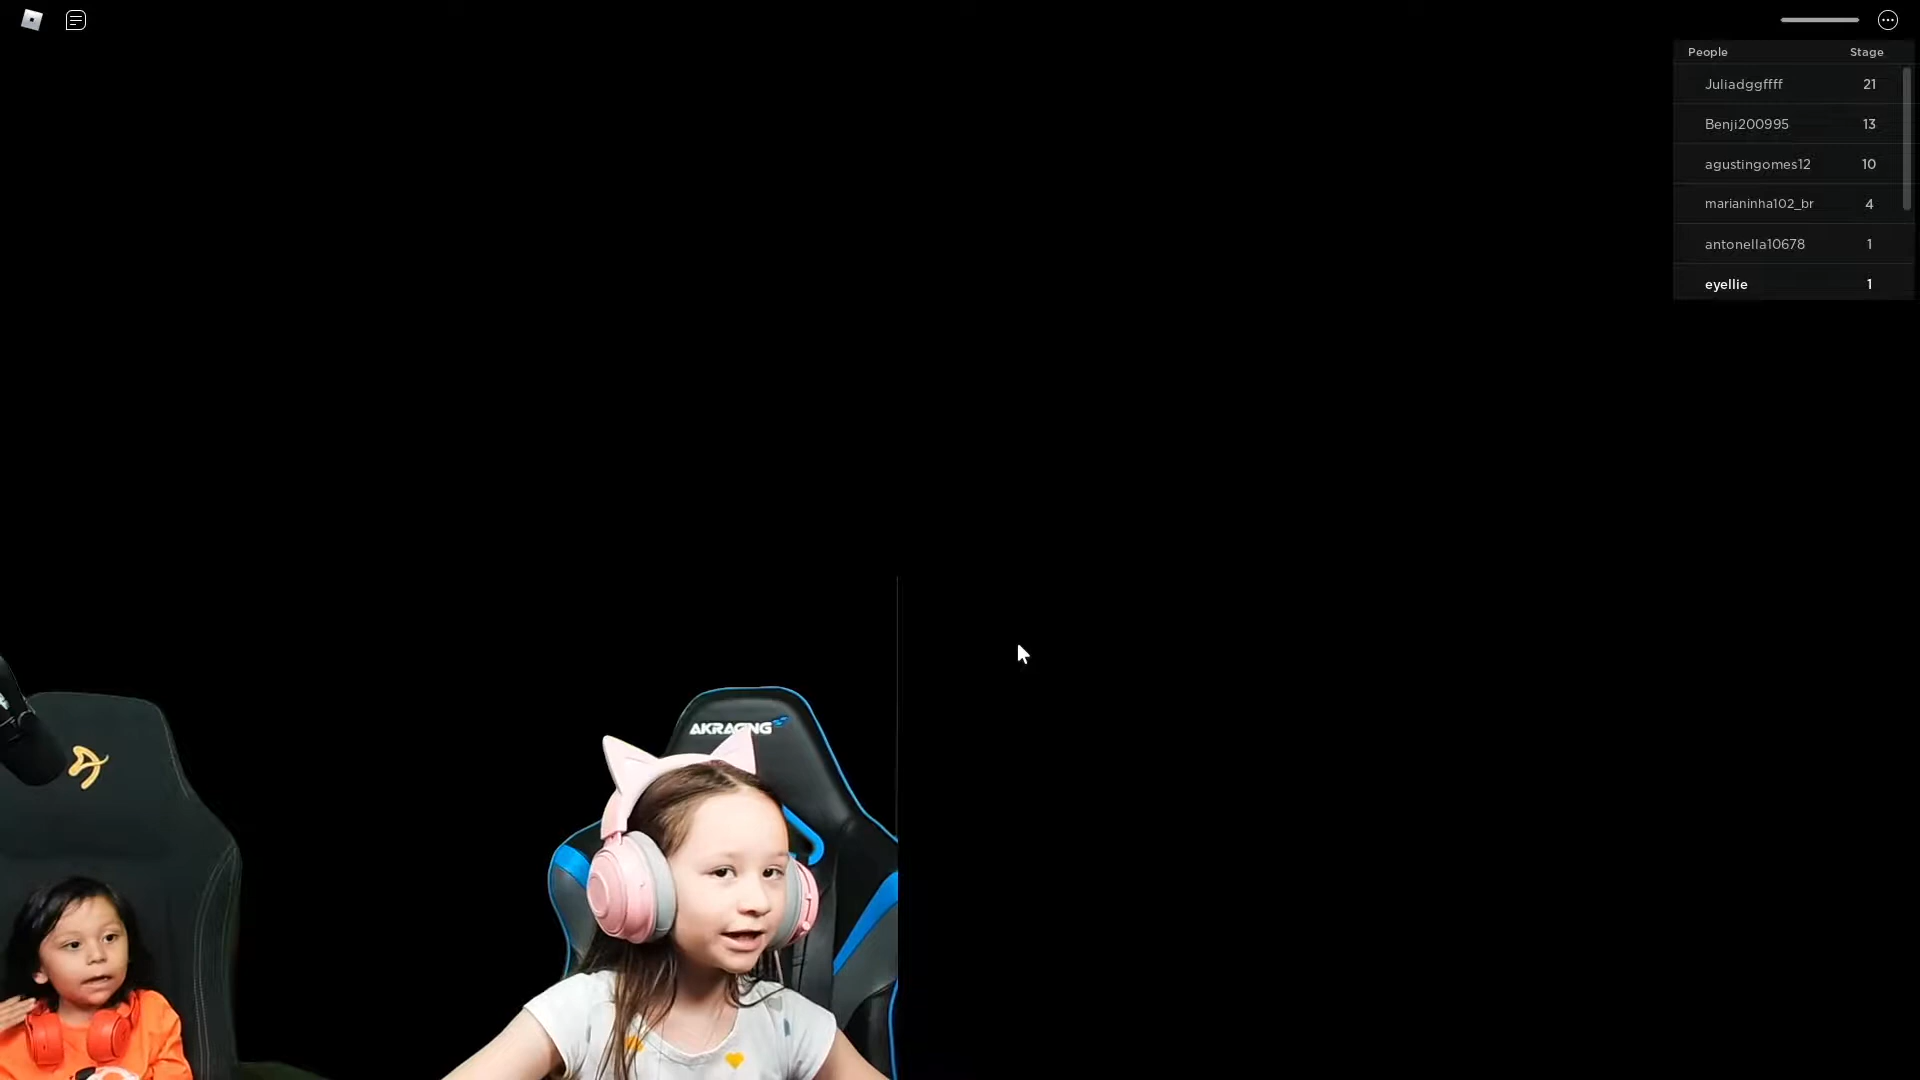 People Stage
Juliadggffff 21
Benji200995 13
agustingomes12 10
marianinha102_br 4
antonella10678 1
eyellie 1
AKRACING